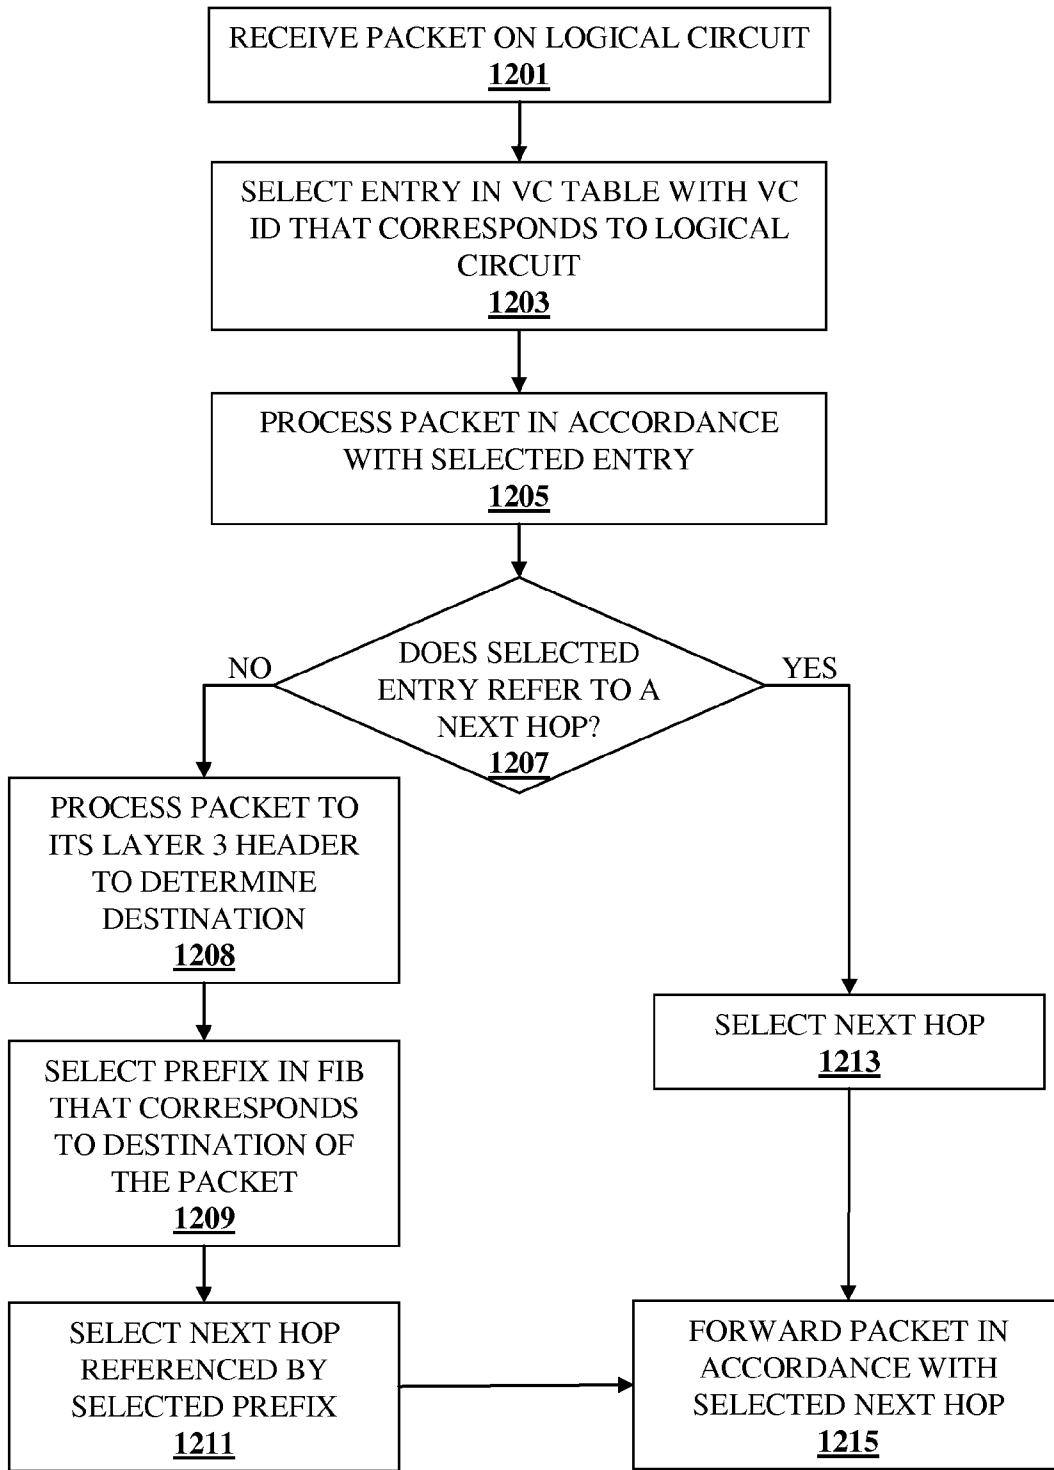 RECEIVE PACKET ON LOGICAL CIRCUIT
1201
SELECT ENTRY IN VC TABLE WITH VC
ID THAT CORRESPONDS TO LOGICAL
CIRCUIT
1203
PROCESS PACKET IN ACCORDANCE
WITH SELECTED ENTRY
1205
DOES SELECTED
ENTRY REFER TO A
NEXT HOP?
1207
NO
YES
PROCESS PACKET TO
ITS LAYER 3 HEADER
TO DETERMINE
DESTINATION
1208
SELECT PREFIX IN FIB
THAT CORRESPONDS
TO DESTINATION OF
THE PACKET
1209
SELECT NEXT HOP
REFERENCED BY
SELECTED PREFIX
1211
SELECT NEXT HOP
1213
FORWARD PACKET IN
ACCORDANCE WITH
SELECTED NEXT HOP
1215